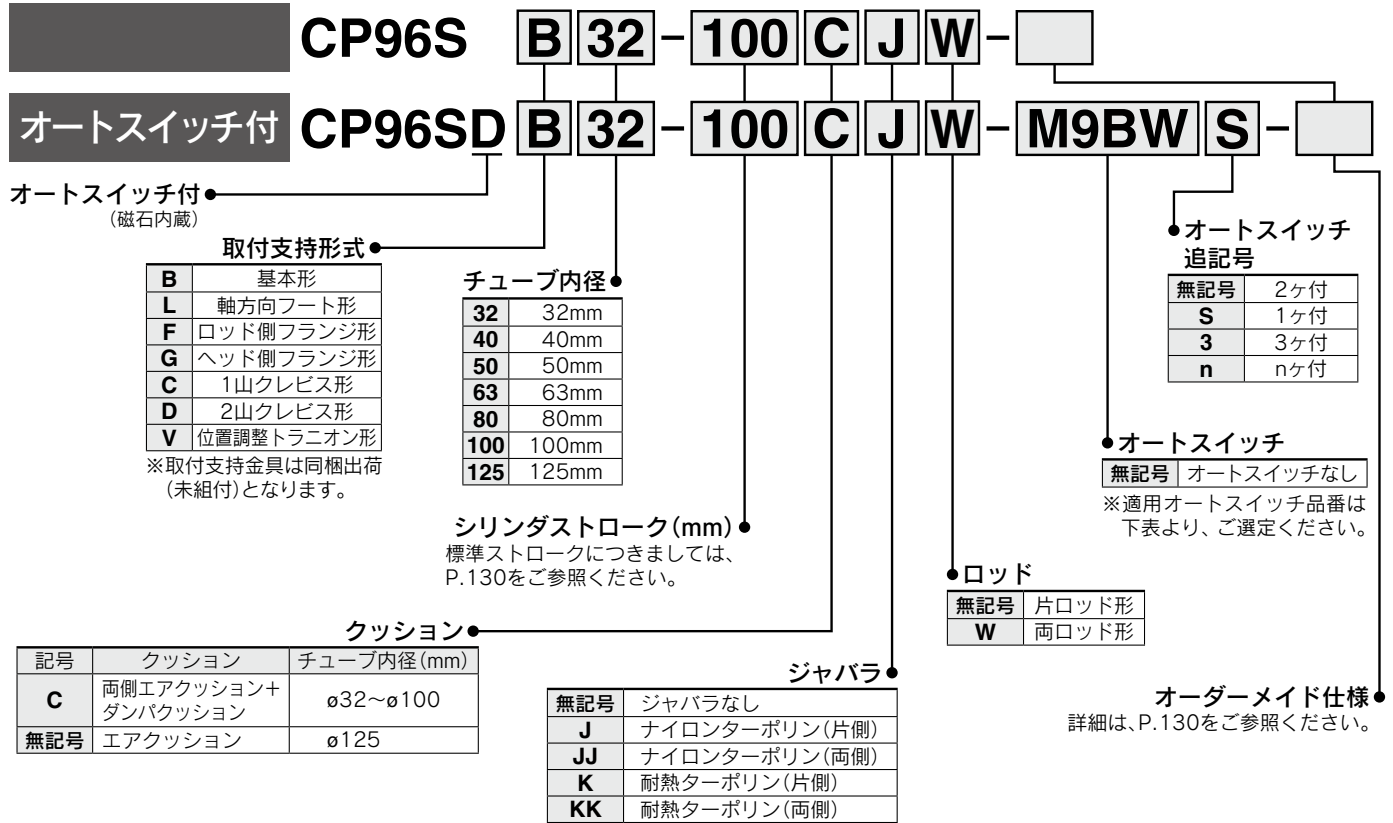 CP96S B 32-100 C J W-
オートスイッチ付 CP96SD B 32-100 C J W-M9BW S-
オートスイッチ付
(磁石内蔵)
取付支持形式
B 基本形
L 軸方向フート形
F ロッド側フランジ形
G ヘッド側フランジ形
C 1山クレビス形
D 2山クレビス形
V 位置調整トラニオン形
※取付支持金具は同梱出荷
(未組付)となります。
チューブ内径
32 32mm
40 40mm
50 50mm
63 63mm
80 80mm
100 100mm
125 125mm
オートスイッチ
追記号
無記号 2ヶ付
S 1ヶ付
3 3ヶ付
n nヶ付
オートスイッチ
無記号 オートスイッチなし
※適用オートスイッチ品番は
下表より、ご選定ください。
シリンダストローク(mm)
標準ストロークにつきましては、
P.130をご参照ください。
ロッド
無記号 片ロッド形
W 両ロッド形
クッション
記号 クッション チューブ内径(mm)
C 両側エアクッション+
ダンパクッション ø32〜ø100
無記号 エアクッション ø125
ジャバラ
無記号 ジャバラなし
J ナイロンターポリン(片側)
JJ ナイロンターポリン(両側)
K 耐熱ターポリン(片側)
KK 耐熱ターポリン(両側)
オーダーメイド仕様
詳細は、P.130をご参照ください。